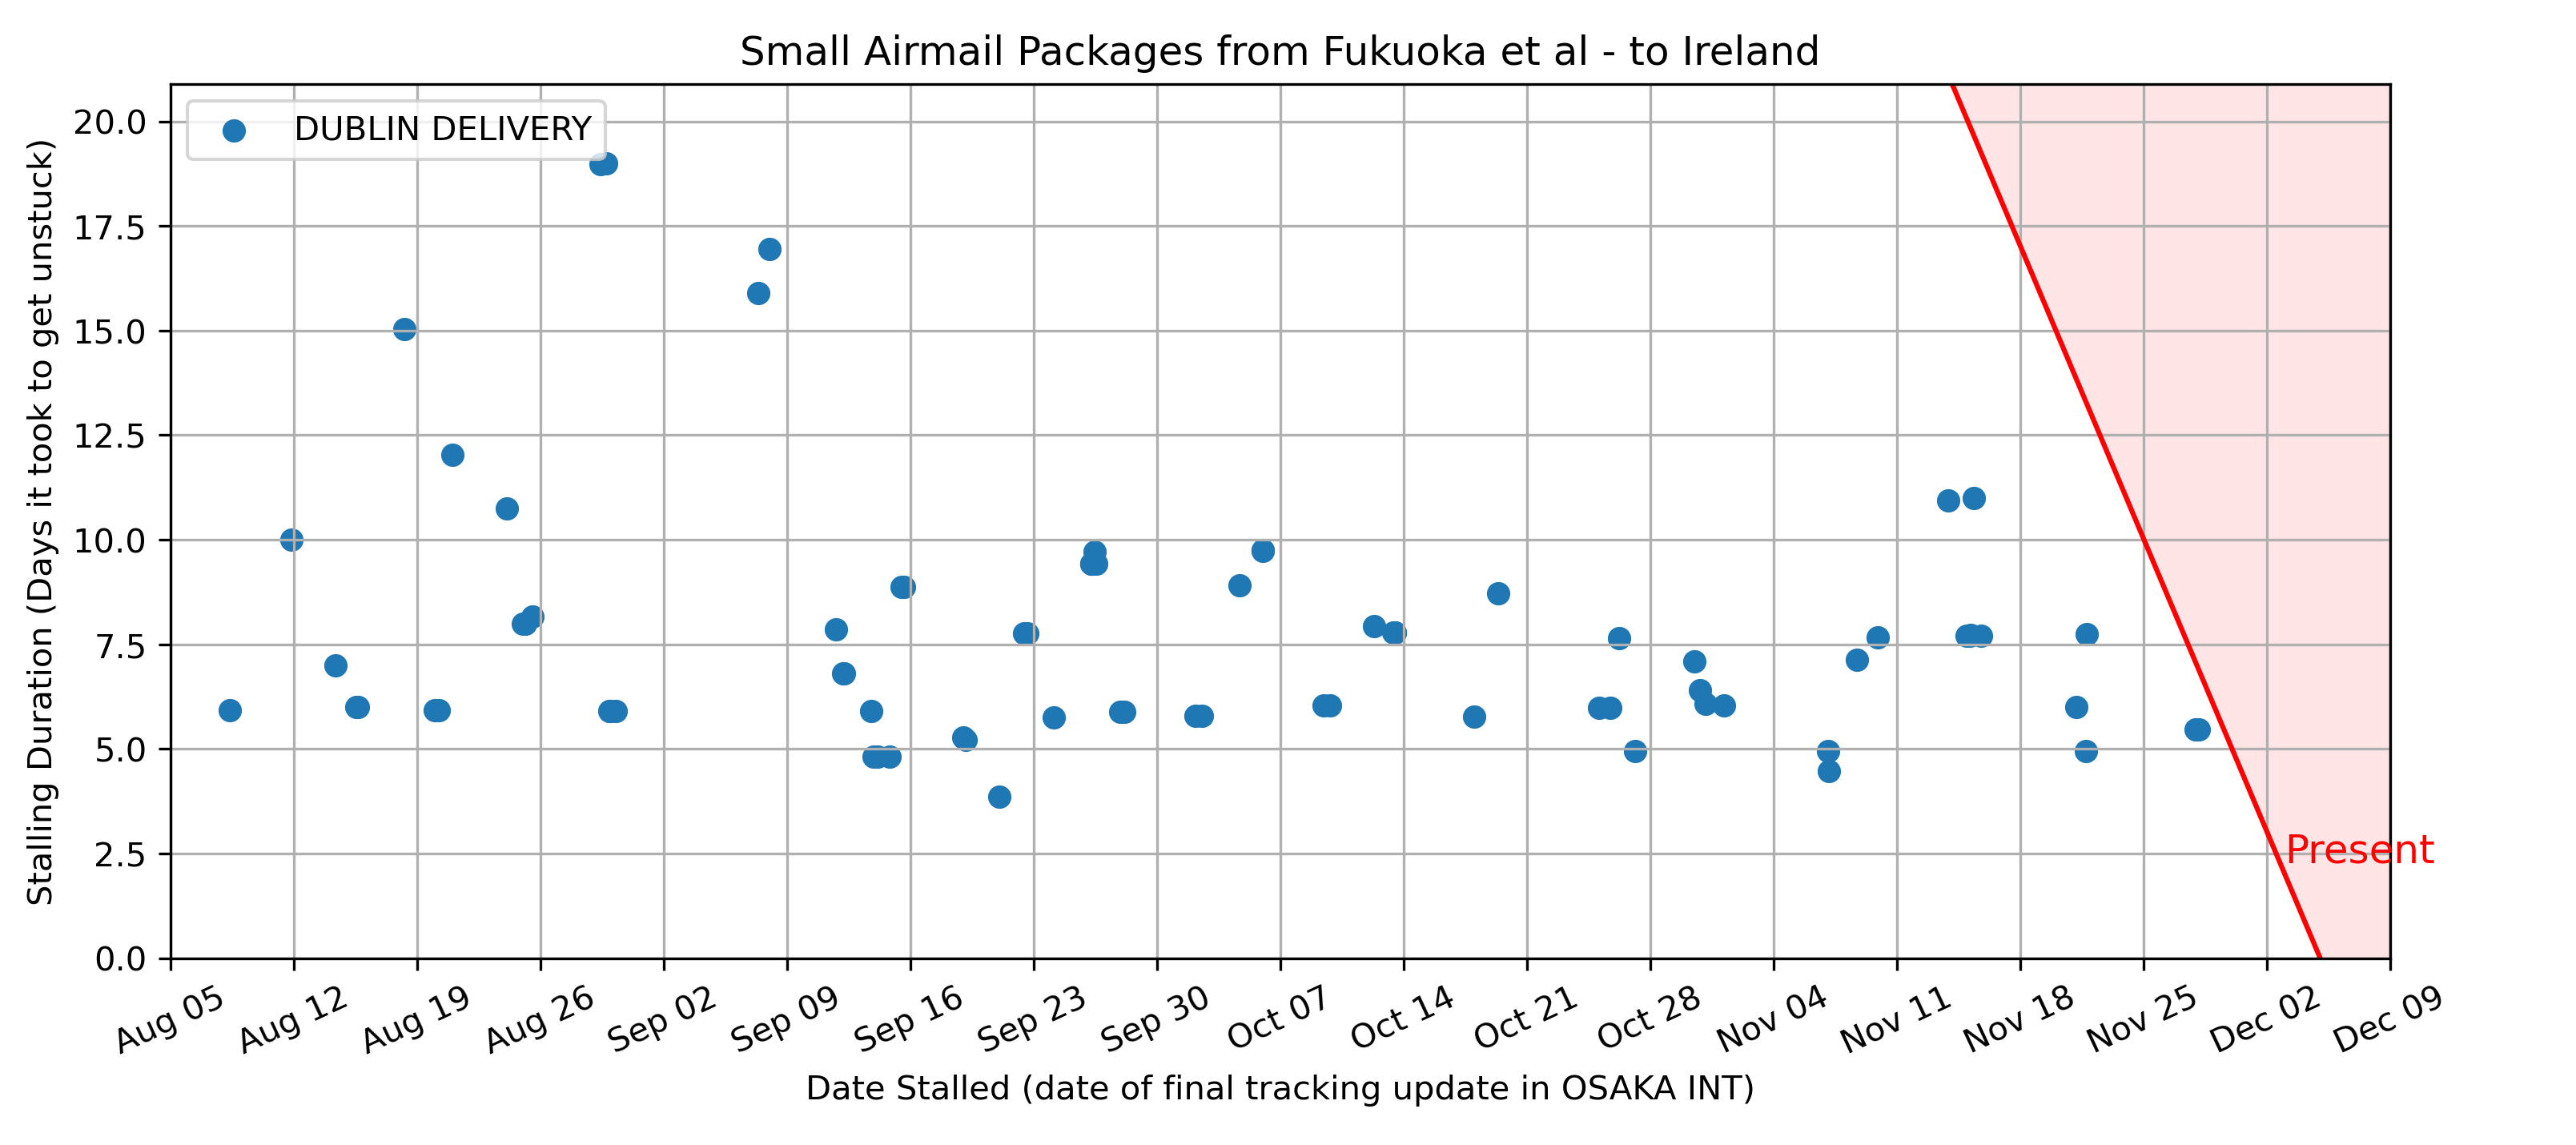 Small Airmail Packages from Fukuoka et al - to Ireland
DUBLIN DELIVERY
Stalling Duration (Days it took to get unstuck)
20.0
17.5
15.0
12.5
10.0
7.5
5.0
2.5
0.0
Present
Aug 05
Aug 12
Aug 19
Aug 26
Sep 02
Sep 09
Sep 16
Sep 23
Sep 30
Oct 07
Oct 14
Oct 21
Oct 28
Nov 04
Nov 11
Nov 18
Nov 25
Dec 02
Dec 09
Date Stalled (date of final tracking update in OSAKA INT)